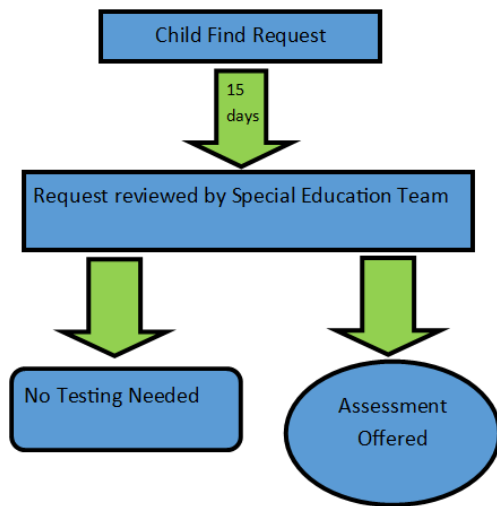 Child Find Request
15
days
Request reviewed by Special Education Team
No Testing Needed
Assessment
Offered